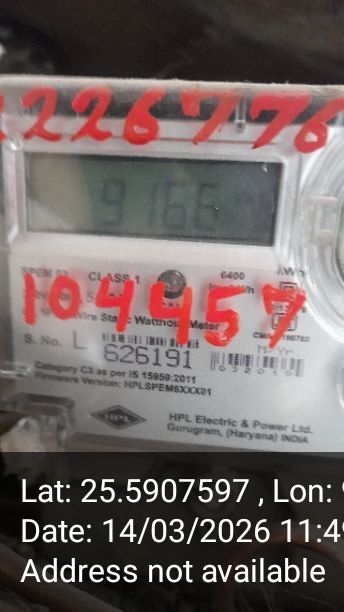 2226776
9166
SPEM 03 CLASS 1 6400
104457
Wire Static Watthour Meter
S. No. L 626191
Category C3 as per IS 15959:2011
Firmware Version: HPLSPEM6XXX01
HPL
HPL Electric & Power Ltd.
Gurugram, (Haryana) INDIA
Lat: 25.5907597 , Lon:
Date: 14/03/2026 11:4
Address not available